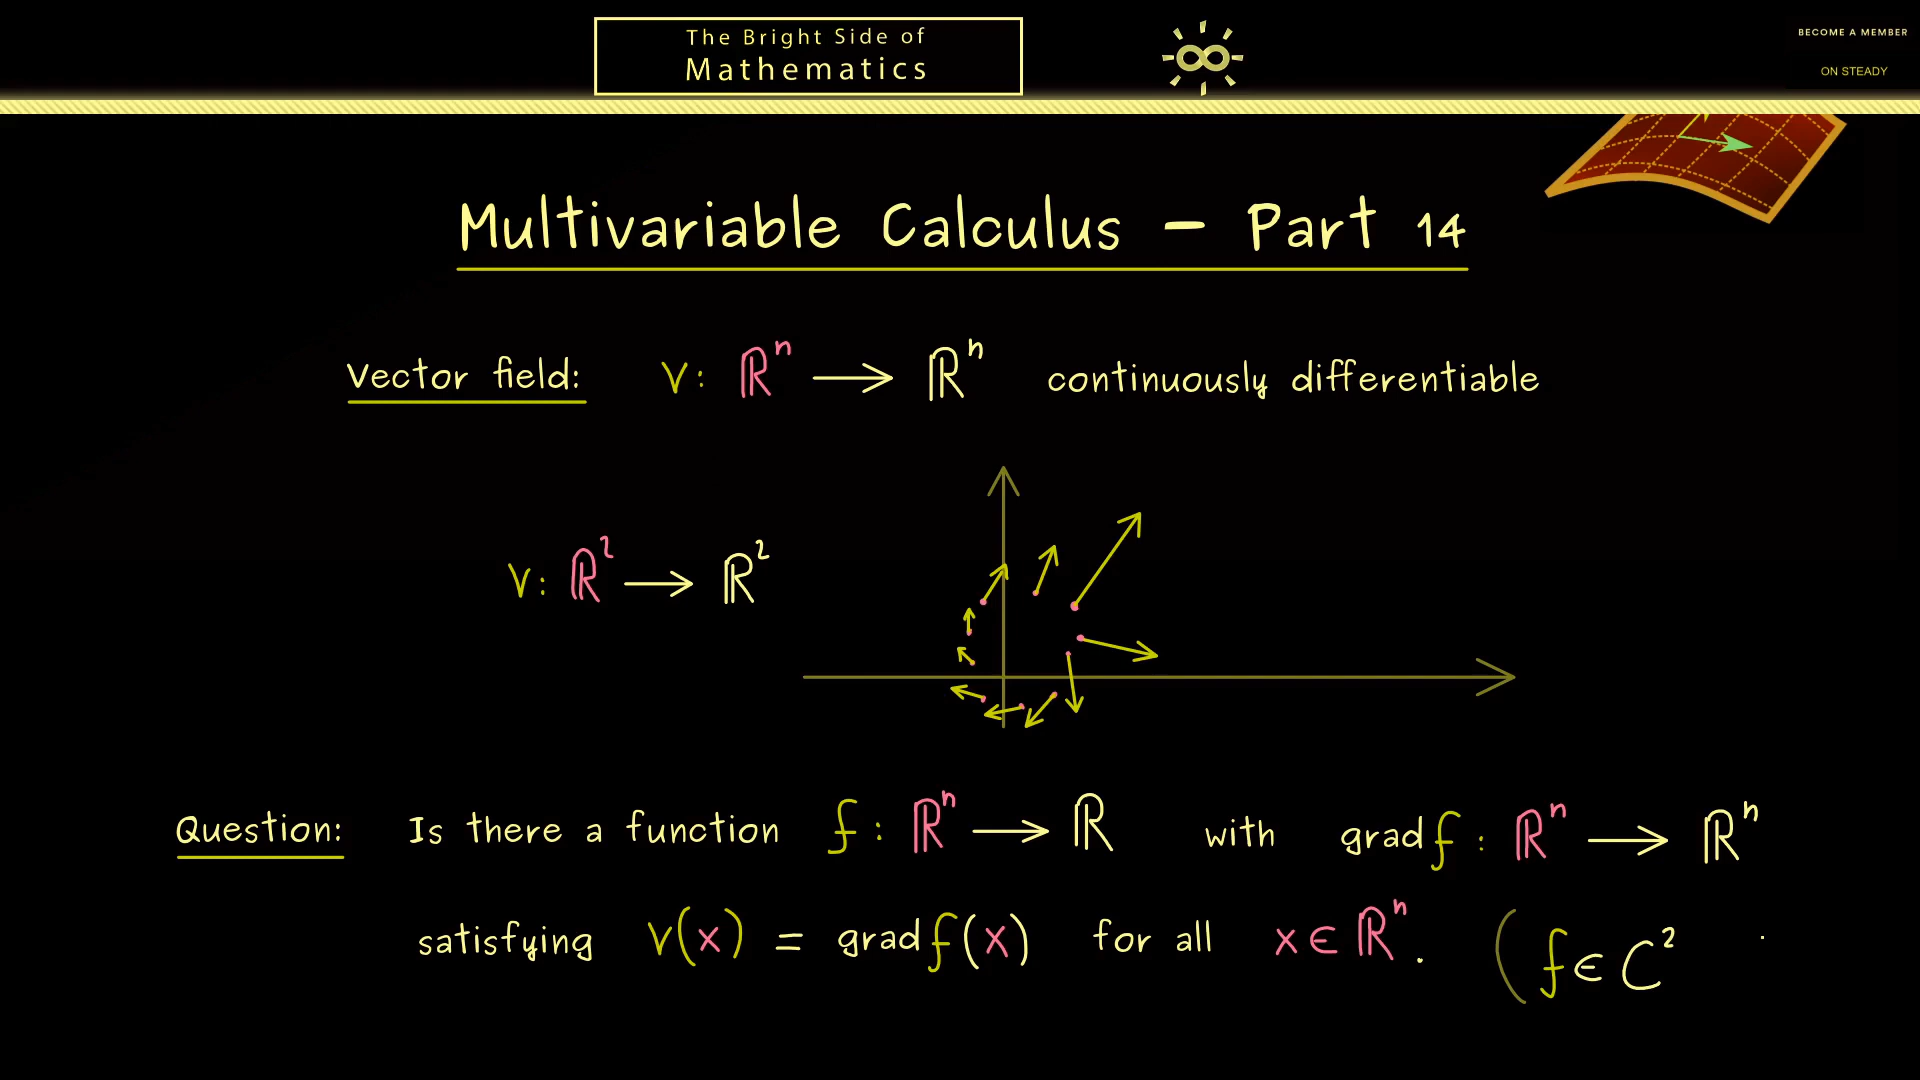 The Bright Side of
Mathematics
BECOME A MEMBER
ON STEADY
Multivariable Calculus – Part 14
Vector field: v: ℝⁿ ⟶ ℝⁿ continuously differentiable
v: ℝ² ⟶ ℝ²
Question: Is there a function f: ℝⁿ ⟶ ℝ with grad f: ℝⁿ ⟶ ℝⁿ
satisfying v(x) = grad f(x) for all x ∈ ℝⁿ. ( f ∈ C²